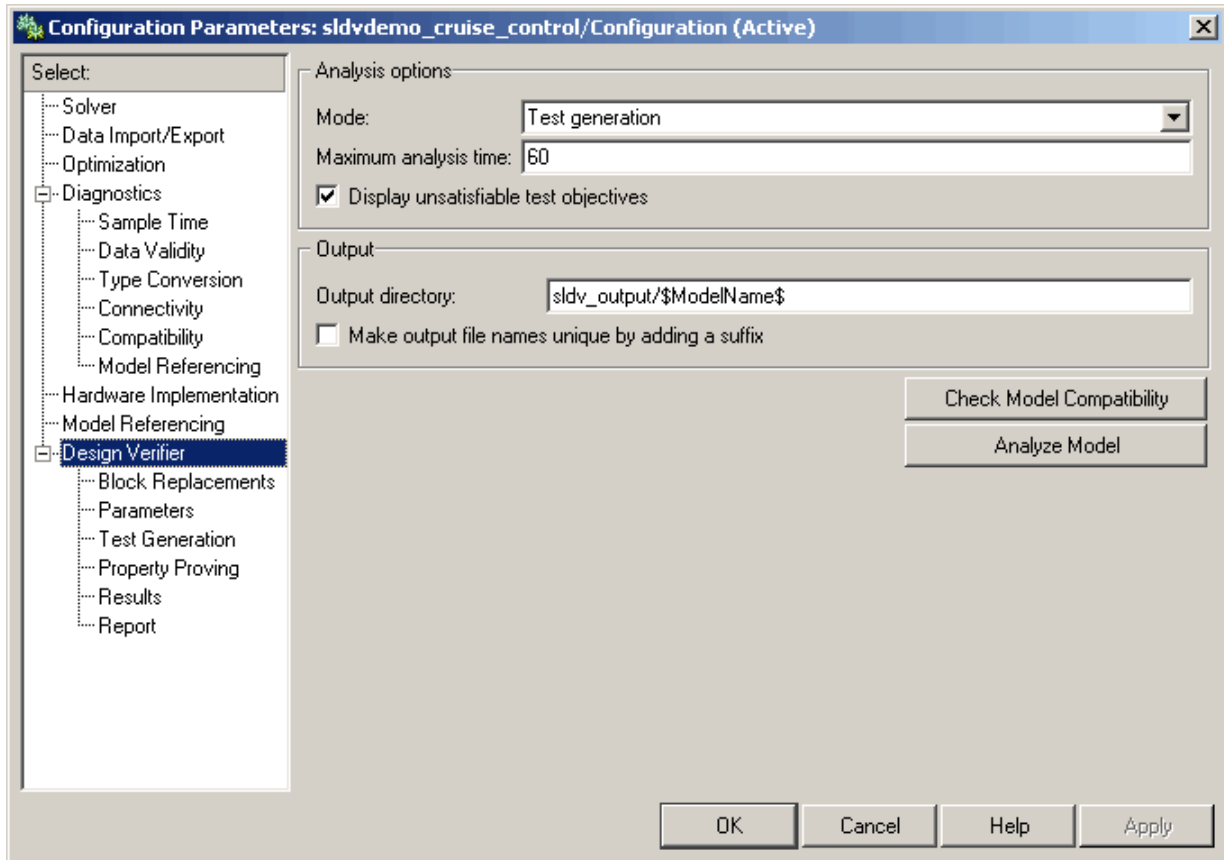 Configuration Parameters: sldvdemo_cruise_control/Configuration (Active)
Select:
Solver
Data Import/Export
Optimization
Diagnostics
Sample Time
Data Validity
Type Conversion
Connectivity
Compatibility
Model Referencing
Hardware Implementation
Model Referencing
Design Verifier
Block Replacements
Parameters
Test Generation
Property Proving
Results
Report
Analysis options
Mode: Test generation
Maximum analysis time: 60
Display unsatisfiable test objectives
Output
Output directory: sldv_output/$ModelName$
Make output file names unique by adding a suffix
Check Model Compatibility
Analyze Model
OK Cancel Help Apply